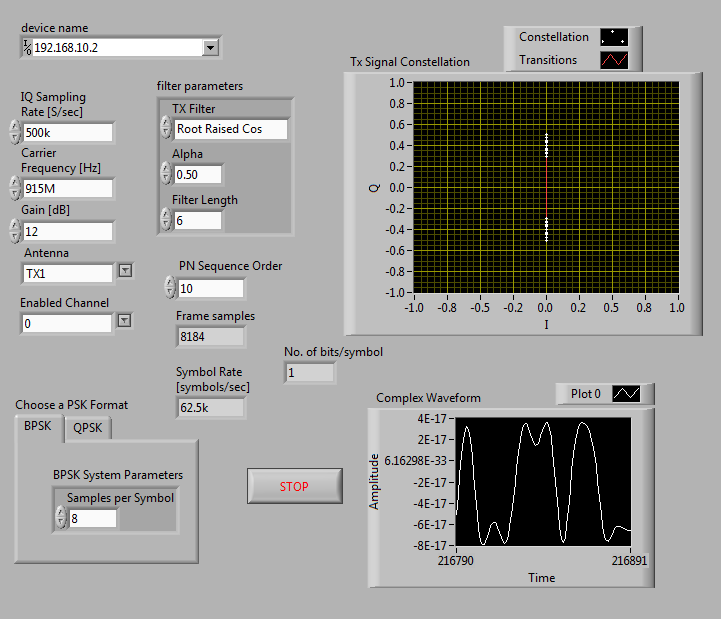 device name
192.168.10.2
IQ Sampling
Rate [S/sec]
500k
Carrier
Frequency [Hz]
915M
Gain [dB]
12
Antenna
TX1
Enabled Channel
0
filter parameters
TX Filter
Root Raised Cos
Alpha
0.50
Filter Length
6
PN Sequence Order
10
Frame samples
8184
Symbol Rate
[symbols/sec]
62.5k
No. of bits/symbol
1
Choose a PSK Format
BPSK
QPSK
BPSK System Parameters
Samples per Symbol
8
STOP
Tx Signal Constellation
Constellation
Transitions
1.0
0.8
0.6
0.4
0.2
0.0
-0.2
-0.4
-0.6
-0.8
-1.0
Q
-1.0 -0.8 -0.5 -0.2 0.0 0.2 0.5 0.8 1.0
I
Complex Waveform
Plot 0
4E-17
2E-17
6.16298E-33
-2E-17
-4E-17
-6E-17
-8E-17
Amplitude
216790 216891
Time